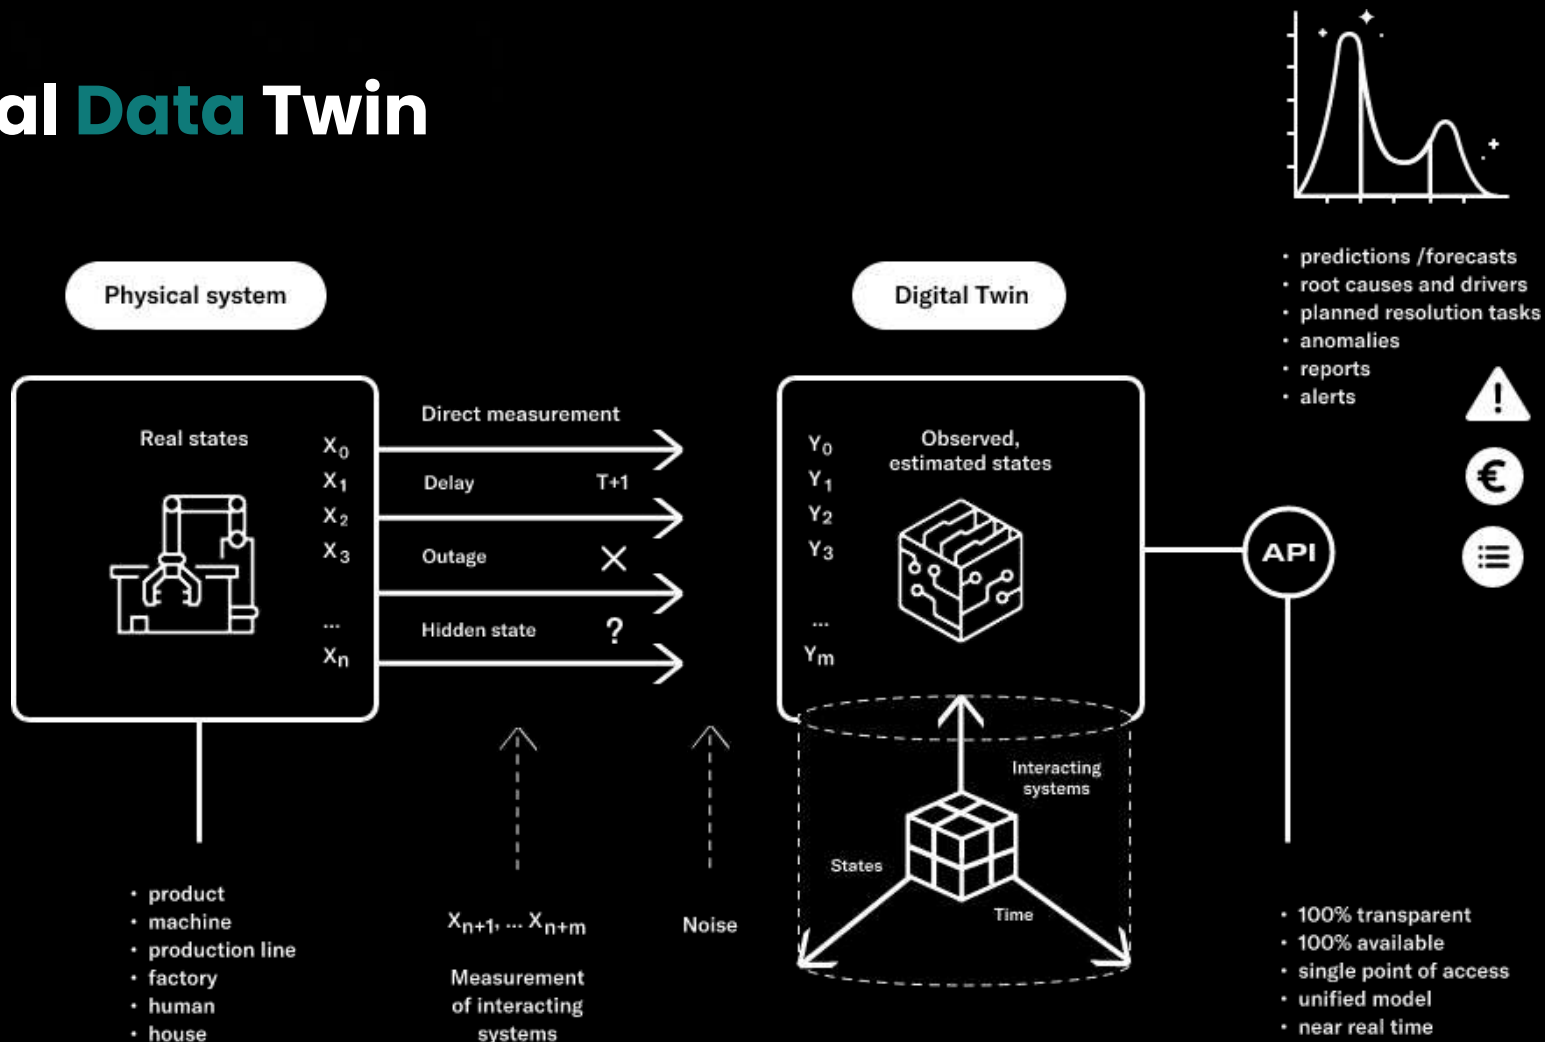 al Data Twin
Physical system
Real states
X0
X1
X2
X3
...
Xn
Direct measurement
Delay T+1
Outage ×
Hidden state ?
• product
• machine
• production line
• factory
• human
• house
Xn+1, ... Xn+m
Measurement
of interacting
systems
Noise
Digital Twin
Y0
Y1
Y2
Y3
...
Ym
Observed,
estimated states
Interacting
systems
States
Time
API
• predictions /forecasts
• root causes and drivers
• planned resolution tasks
• anomalies
• reports
• alerts
!
€
• 100% transparent
• 100% available
• single point of access
• unified model
• near real time